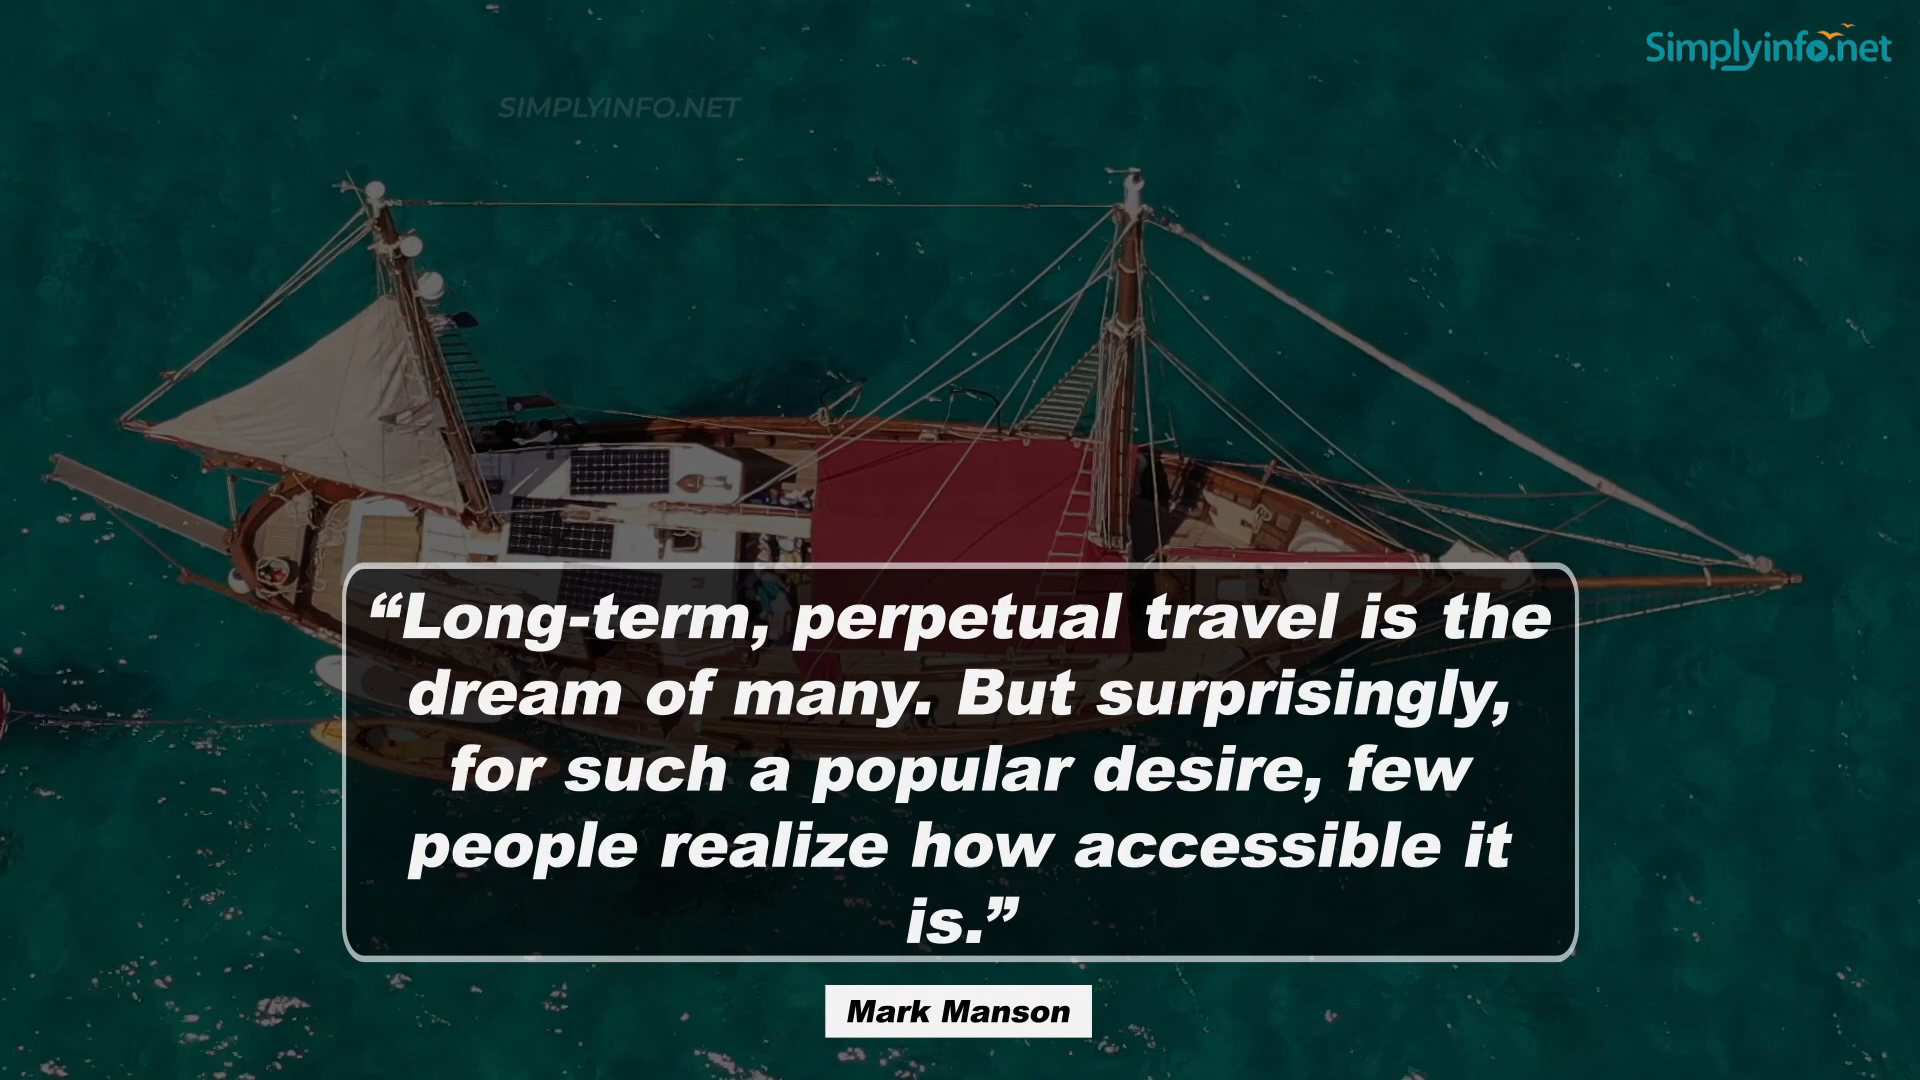 Simplyinfo.net
SIMPLYINFO.NET
“Long-term, perpetual travel is the
dream of many. But surprisingly,
for such a popular desire, few
people realize how accessible it
is.”
Mark Manson